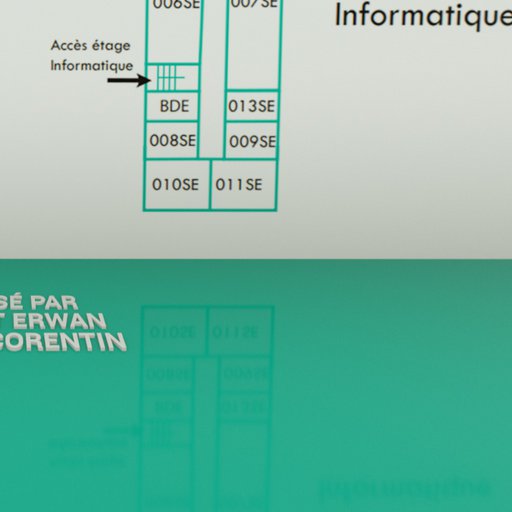 006SE
007SE
Informatique
Accès étage
Informatique
BDE
013SE
008SE
009SE
010SE
011SE
SÉ PAR
T ERWAN
CORENTIN